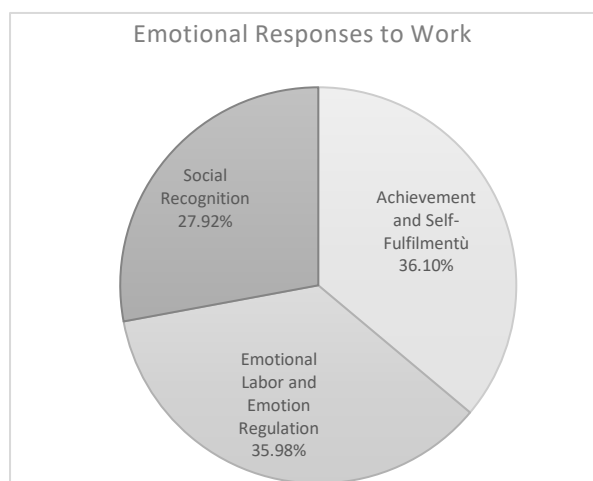 Emotional Responses to Work
Social
Recognition
27.92%
Achievement
and Self-
Fulfilmentù
36.10%
Emotional
Labor and
Emotion
Regulation
35.98%